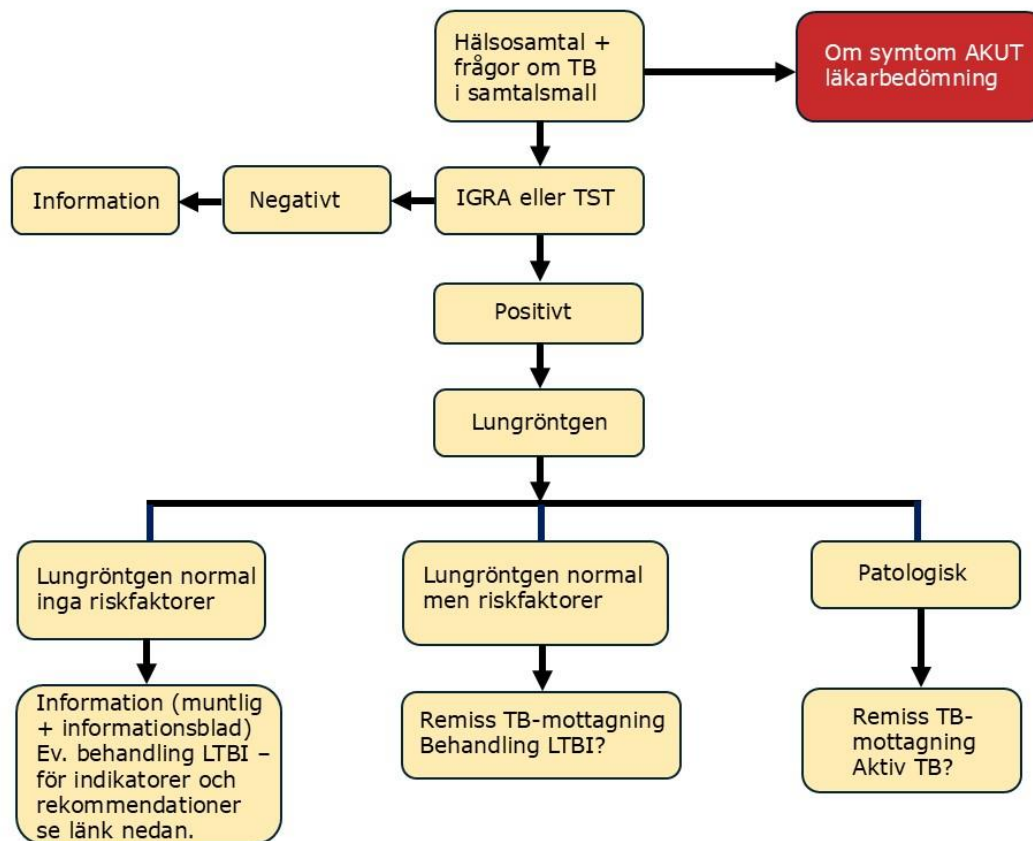 Hälsosamtal +
frågor om TB
i samtalsmall
Om symtom AKUT
läkarbedömning
Information
Negativt
IGRA eller TST
Positivt
Lungröntgen
Lungröntgen normal
inga riskfaktorer
Lungröntgen normal
men riskfaktorer
Patologisk
Information (muntlig
+ informationsblad)
Ev. behandling LTBI –
för indikatorer och
rekommendationer
se länk nedan.
Remiss TB-mottagning
Behandling LTBI?
Remiss TB-
mottagning
Aktiv TB?